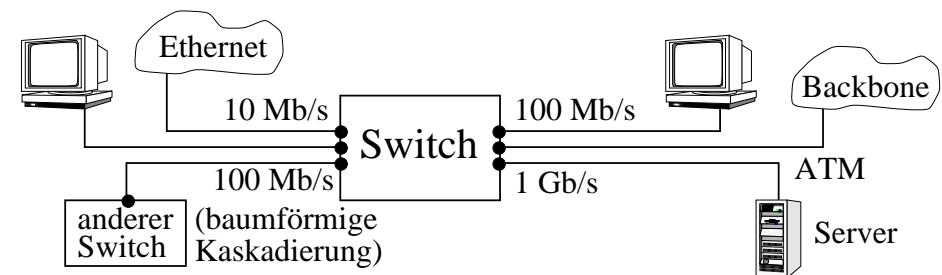 Ethernet
Backbone
10 Mb/s
100 Mb/s
Switch
100 Mb/s
1 Gb/s
ATM
anderer
Switch
(baumförmige
Kaskadierung)
Server